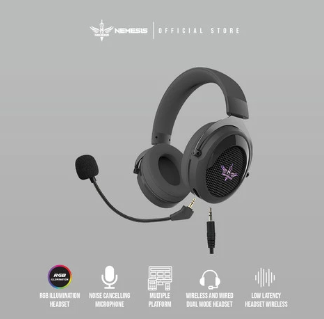 NEMESIS | OFFICIAL STORE
RGB
RGB ILLUMINATION
HEADSET
NOISE CANCELLING
MICROPHONE
MULTIPLE
PLATFORM
WIRELESS AND WIRED
DUAL MODE HEADSET
LOW LATENCY
HEADSET WIRELESS